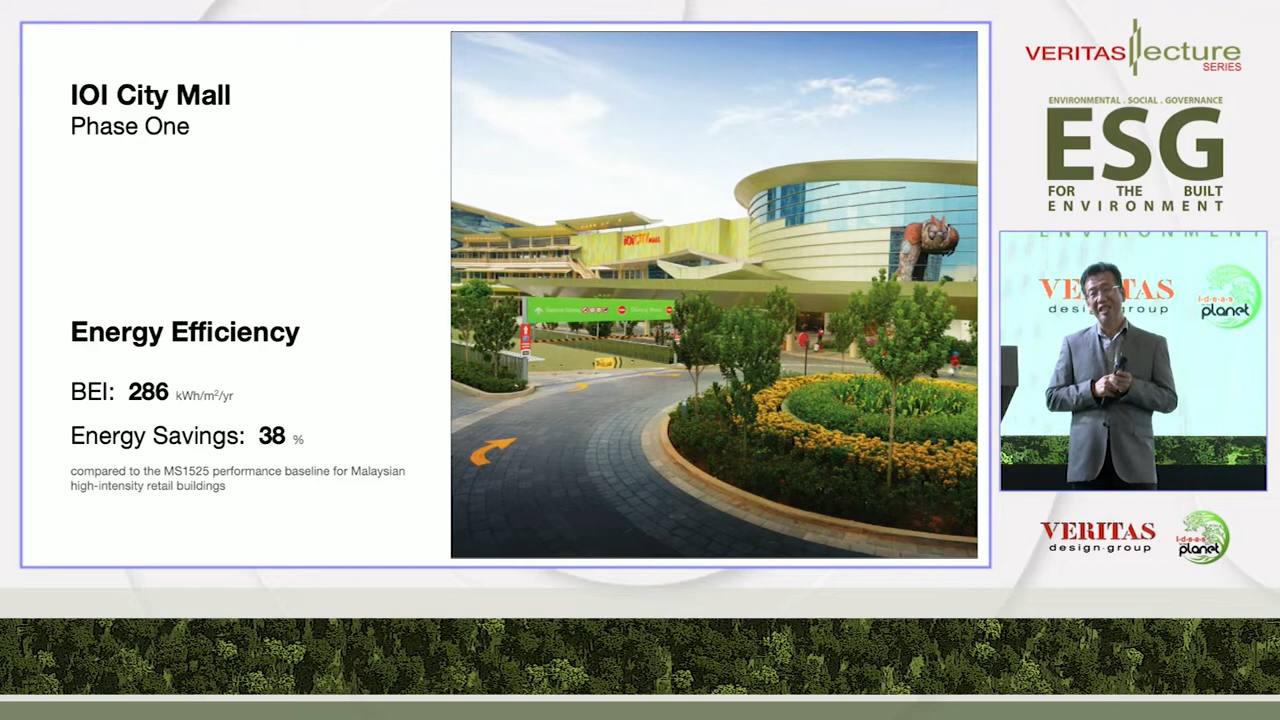 IOI City Mall
Phase One
Energy Efficiency
BEI: 286 kWh/m²/yr
Energy Savings: 38 %
compared to the MS1525 performance baseline for Malaysian
high-intensity retail buildings
IOI CITY MALL
VERITAS lecture
SERIES
ENVIRONMENTAL . SOCIAL . GOVERNANCE
ESG
FOR THE BUILT
ENVIRONMENT
ENVIRONMENT
VERITAS
design group
i-d-e-a-s
planet
VERITAS
design group
i-d-e-a-s
planet